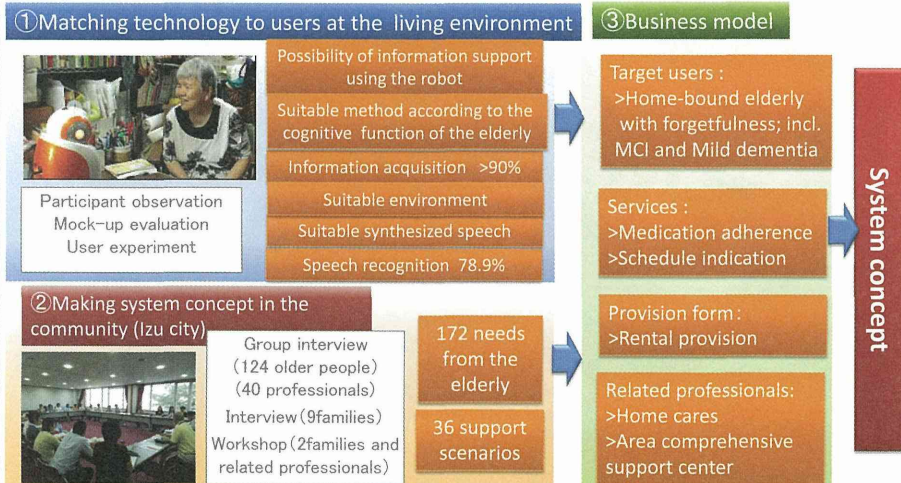 ①Matching technology to users at the living environment
Participant observation
Mock-up evaluation
User experiment
Possibility of information support
using the robot
Suitable method according to the
cognitive function of the elderly
Information acquisition >90%
Suitable environment
Suitable synthesized speech
Speech recognition 78.9%
②Making system concept in the
community (Izu city)
Group interview
(124 older people)
(40 professionals)
Interview(9families)
Workshop(2families and
related professionals)
172 needs
from the
elderly
36 support
scenarios
③Business model
Target users :
>Home-bound elderly
with forgetfulness; incl.
MCI and Mild dementia
Services :
>Medication adherence
>Schedule indication
Provision form :
>Rental provision
Related professionals:
>Home cares
>Area comprehensive
support center
System concept